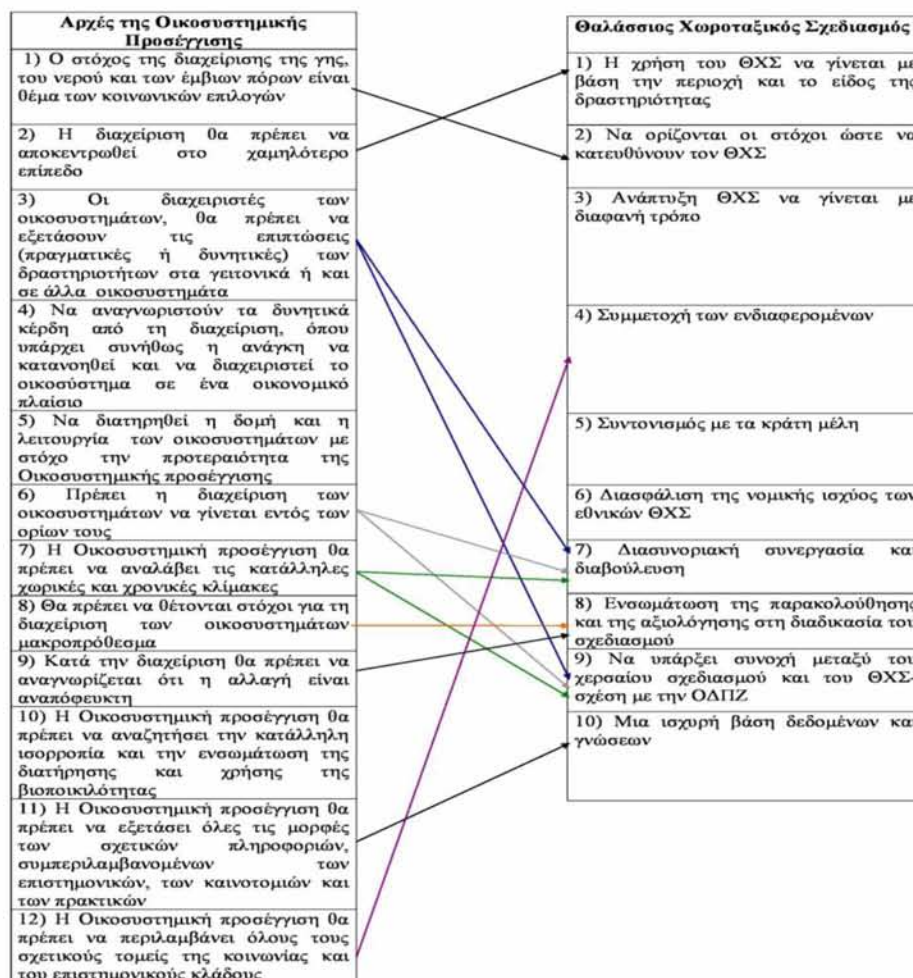 Αρχές της Οικοσυστημικής
Προσέγγισης
1) Ο στόχος της διαχείρισης της γης,
του νερού και των έμβιων πόρων είναι
θέμα των κοινωνικών επιλογών
2) Η διαχείριση θα πρέπει να
αποκεντρωθεί στο χαμηλότερο
επίπεδο
3) Οι διαχειριστές των
οικοσυστημάτων, θα πρέπει να
εξετάσουν τις επιπτώσεις
(πραγματικές ή δυνητικές) των
δραστηριοτήτων στα γειτονικά ή και
σε άλλα οικοσυστημάτα
4) Να αναγνωριστούν τα δυνητικά
κέρδη από τη διαχείριση, όπου
υπάρχει συνήθως η ανάγκη να
κατανοηθεί και να διαχειριστεί το
οικοσύστημα σε ένα οικονομικό
πλαίσιο
5) Να διατηρηθεί η δομή και η
λειτουργία των οικοσυστημάτων με
στόχο την προτεραιότητα της
Οικοσυστημικής προσέγγισης
6) Πρέπει η διαχείριση των
οικοσυστημάτων να γίνεται εντός των
ορίων τους
7) Η Οικοσυστημική προσέγγιση θα
πρέπει να αναλάβει τις κατάλληλες
χωρικές και χρονικές κλίμακες
8) Θα πρέπει να θέτονται στόχοι για τη
διαχείριση των οικοσυστημάτων
μακροπρόθεσμα
9) Κατά την διαχείριση θα πρέπει να
αναγνωρίζεται ότι η αλλαγή είναι
αναπόφευκτη
10) Η Οικοσυστημική προσέγγιση θα
πρέπει να αναζητήσει την κατάλληλη
ισορροπία και την ενσωμάτωση της
διατήρησης και χρήσης της
βιοποικιλότητας
11) Η Οικοσυστημική προσέγγιση θα
πρέπει να εξετάσει όλες τις μορφές
των σχετικών πληροφοριών,
συμπεριλαμβανομένων των
επιστημονικών, των καινοτομιών και
των πρακτικών
12) Η Οικοσυστημική προσέγγιση θα
πρέπει να περιλαμβάνει όλους τους
σχετικούς τομείς της κοινωνίας και
του επιστημονικούς κλάδους
Θαλάσσιος Χωροταξικός Σχεδιασμός
1) Η χρήση του ΘΧΣ να γίνεται με
βάση την περιοχή και το είδος της
δραστηριότητας
2) Να ορίζονται οι στόχοι ώστε να
κατευθύνουν τον ΘΧΣ
3) Ανάπτυξη ΘΧΣ να γίνεται με
διαφανή τρόπο
4) Συμμετοχή των ενδιαφερομένων
5) Συντονισμός με τα κράτη μέλη
6) Διασφάλιση της νομικής ισχύος των
εθνικών ΘΧΣ
7) Διασυνοριακή συνεργασία και
διαβούλευση
8) Ενσωμάτωση της παρακολούθησης
και της αξιολόγησης στη διαδικασία του
σχεδιασμού
9) Να υπάρξει συνοχή μεταξύ του
χερσαίου σχεδιασμού και του ΘΧΣ-
σχέση με την ΟΔΠΖ
10) Μια ισχυρή βάση δεδομένων και
γνώσεων